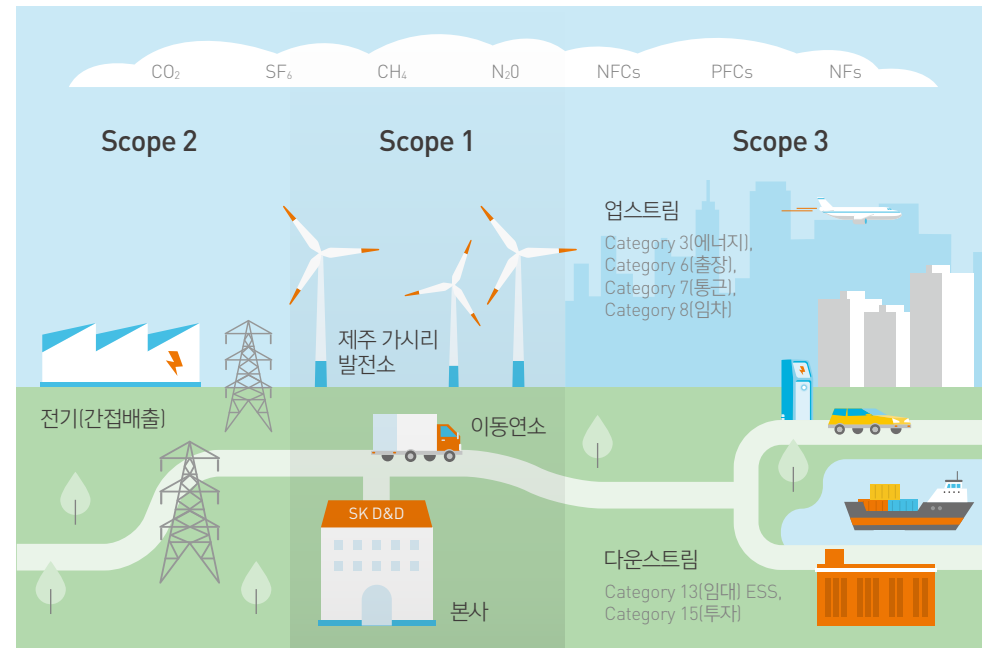 CO₂ SF₆ CH₄ N₂0 NFCs PFCs NFs
Scope 2
Scope 1
Scope 3
전기(간접배출)
제주 가시리
발전소
이동연소
SK D&D
본사
업스트림
Category 3(에너지),
Category 6(출장),
Category 7(통근),
Category 8(임차)
다운스트림
Category 13(임대) ESS,
Category 15(투자)